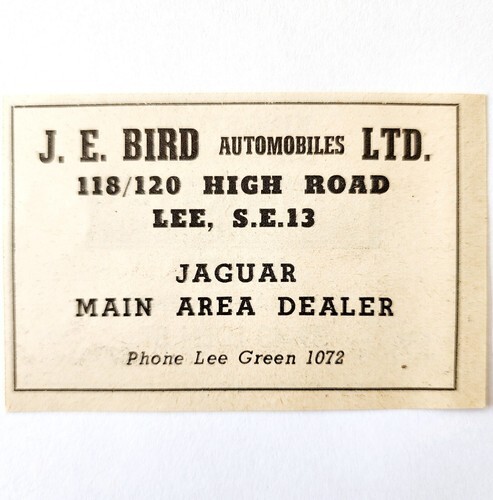 J. E. BIRD AUTOMOBILES LTD.
118/120 HIGH ROAD
LEE, S.E.13
JAGUAR
MAIN AREA DEALER
Phone Lee Green 1072